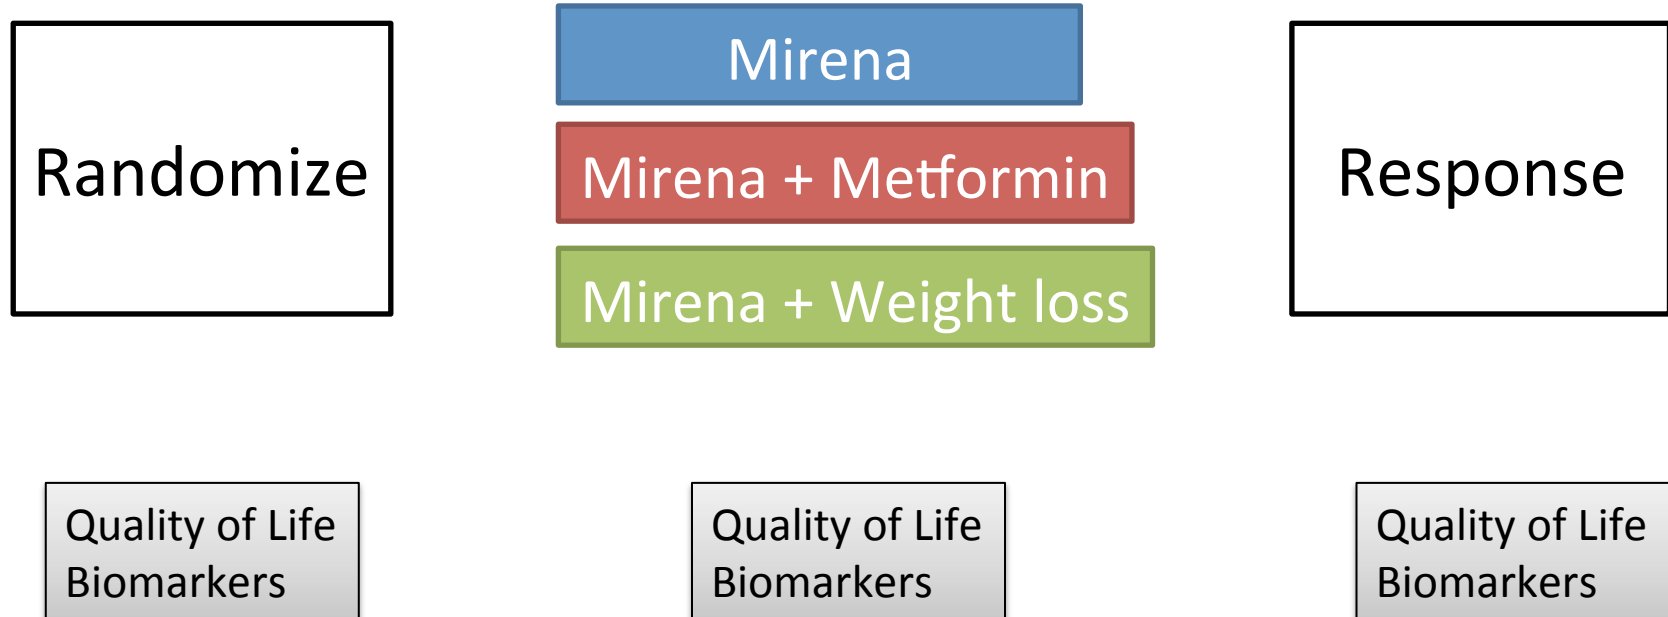 Randomize
Mirena
Mirena + Metformin
Mirena + Weight loss
Response
Quality of Life
Biomarkers
Quality of Life
Biomarkers
Quality of Life
Biomarkers